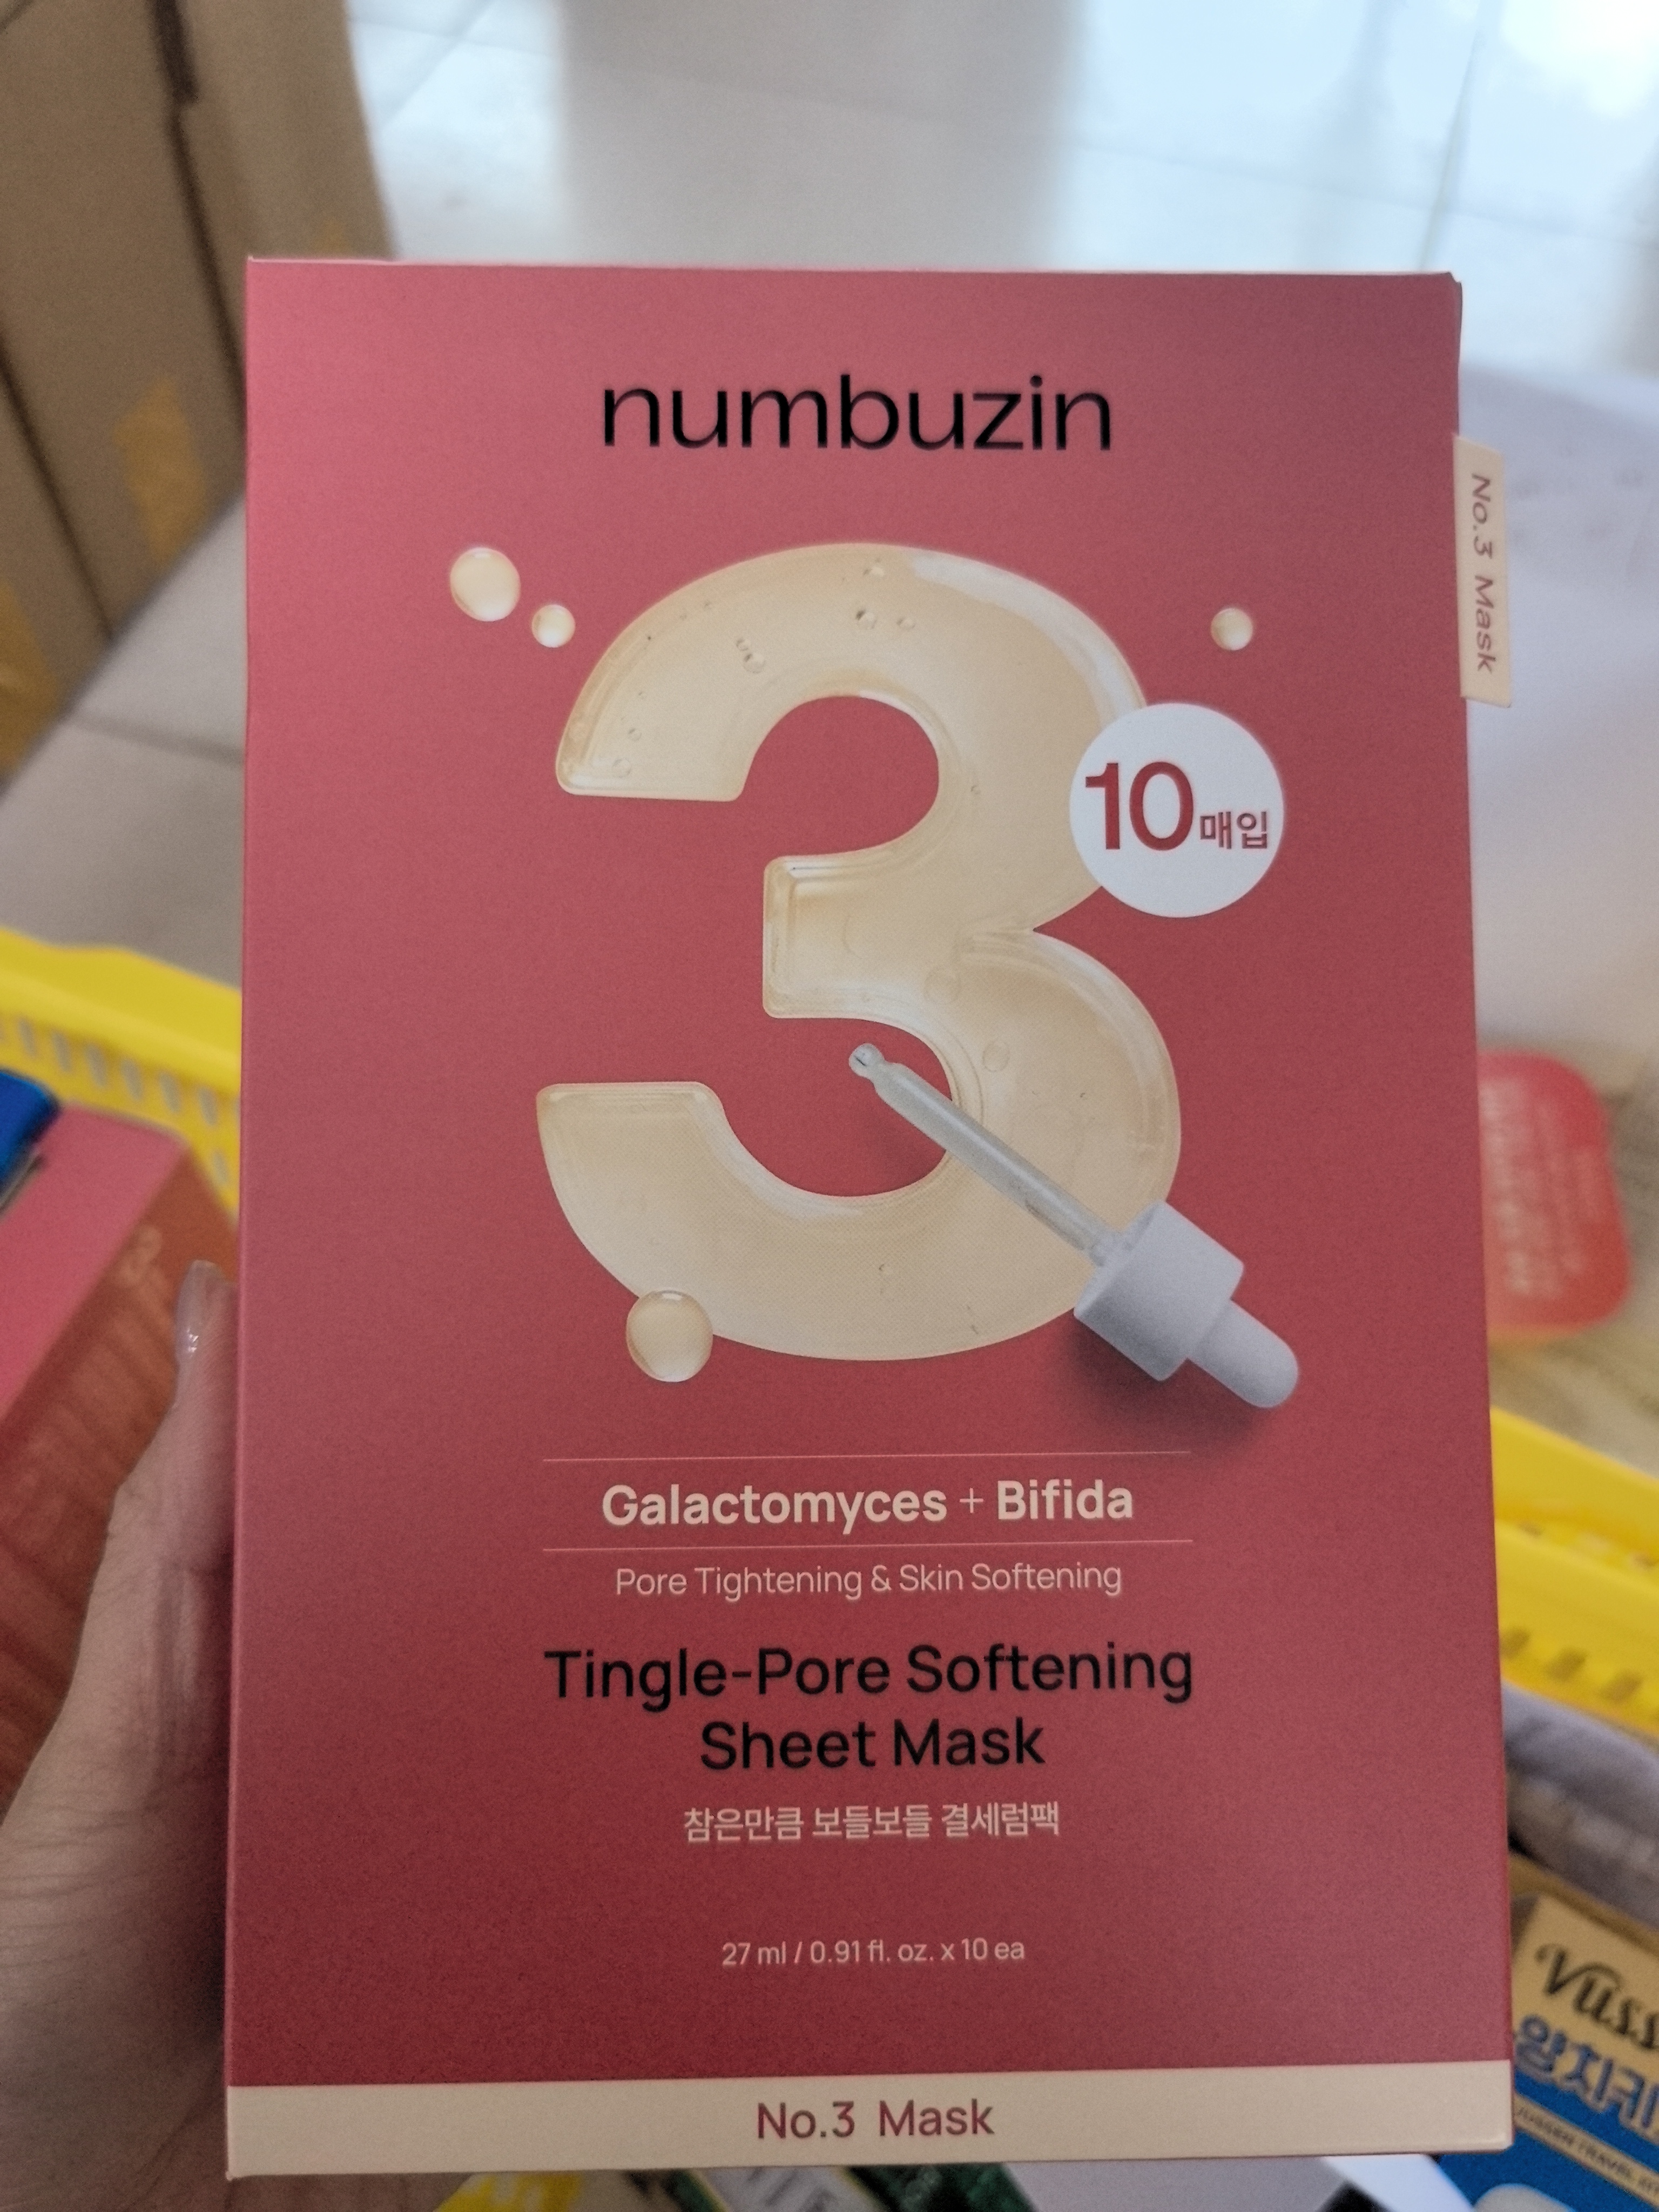 numbuzin
No.3 Mask
3
10매입
Galactomyces + Bifida
Pore Tightening & Skin Softening
Tingle-Pore Softening
Sheet Mask
참은만큼 보들보들 결세럼팩
27 ml / 0.91 fl. oz. x 10 ea
No.3 Mask